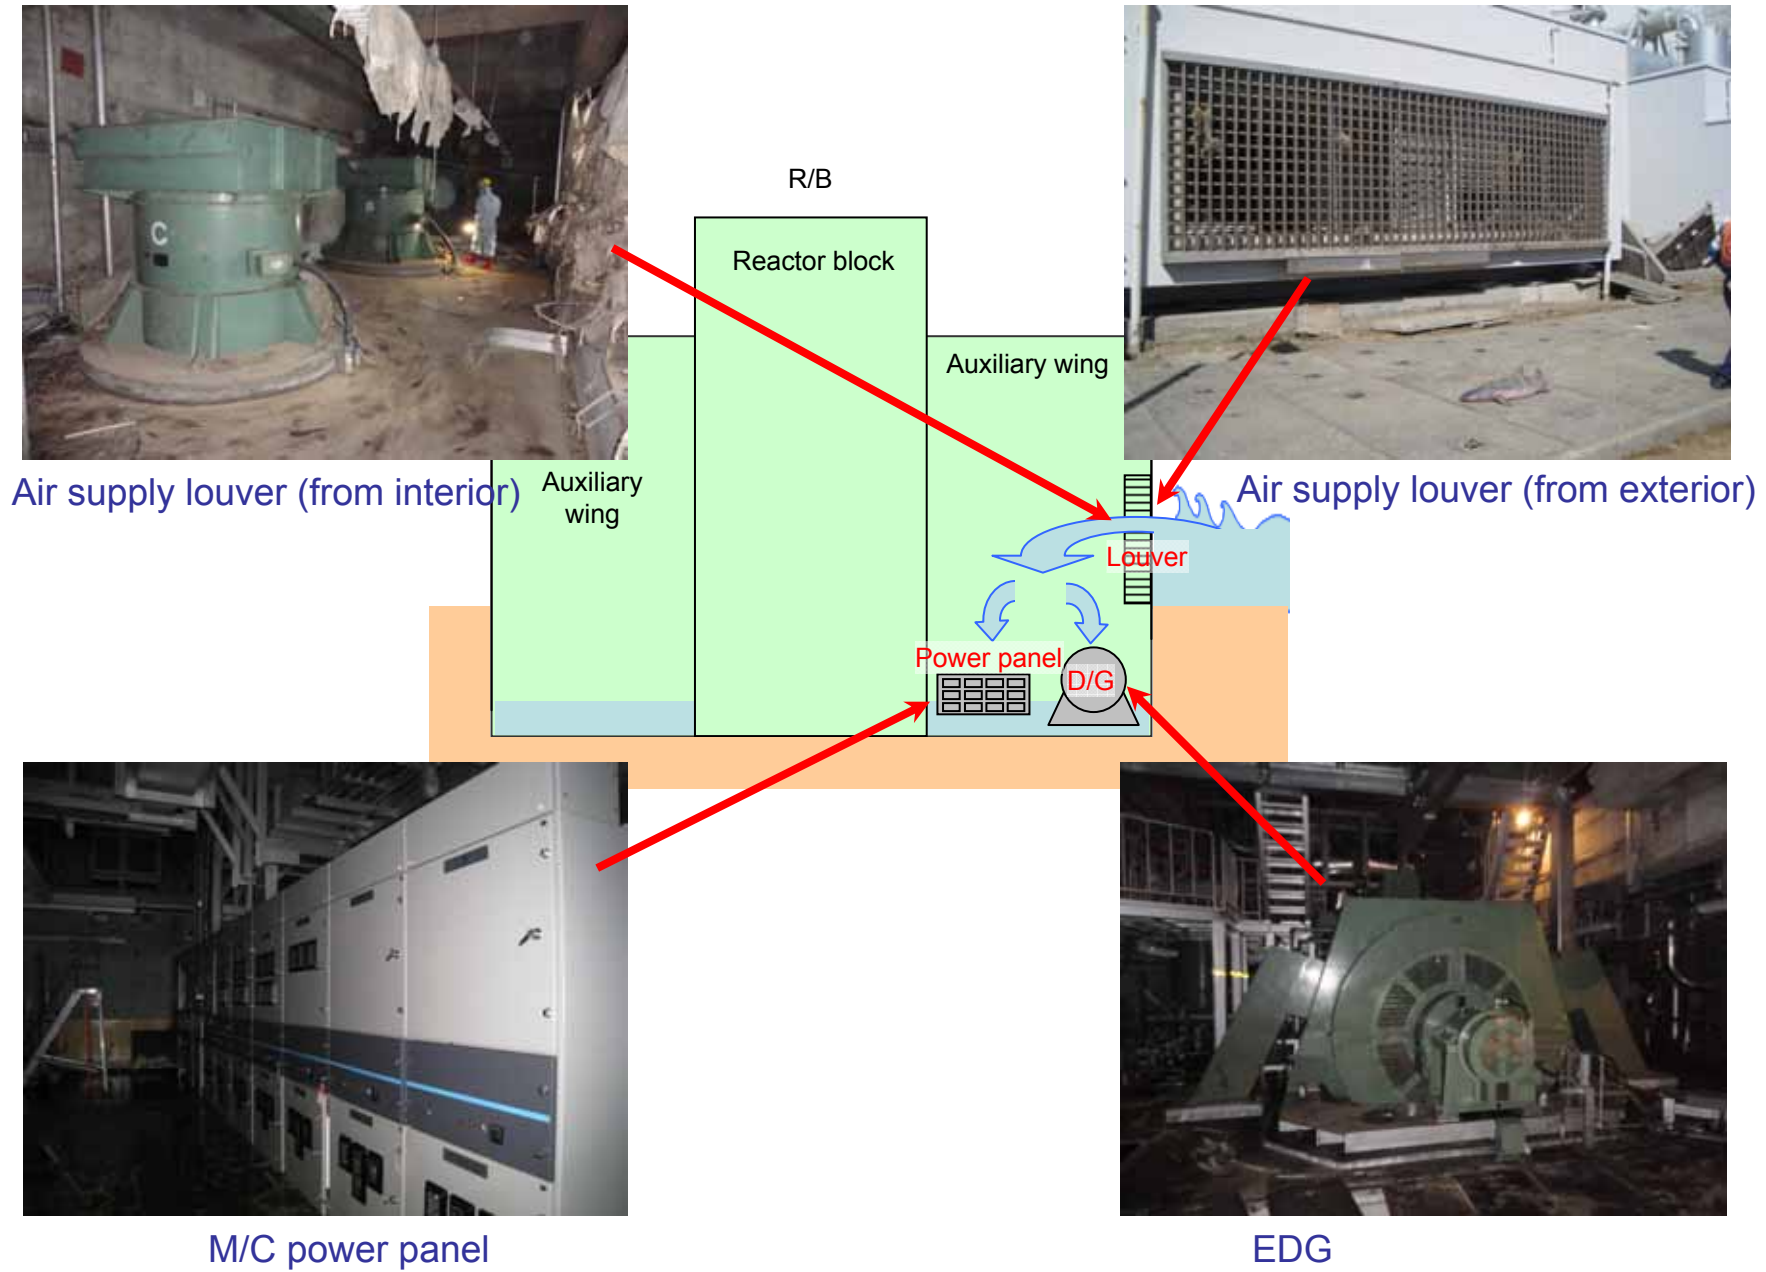 R/B
Reactor block
Auxiliary wing
C
Air supply louver (from interior)
Auxiliary
wing
Air supply louver (from exterior)
Louver
Power panel
D/G
M/C power panel
EDG